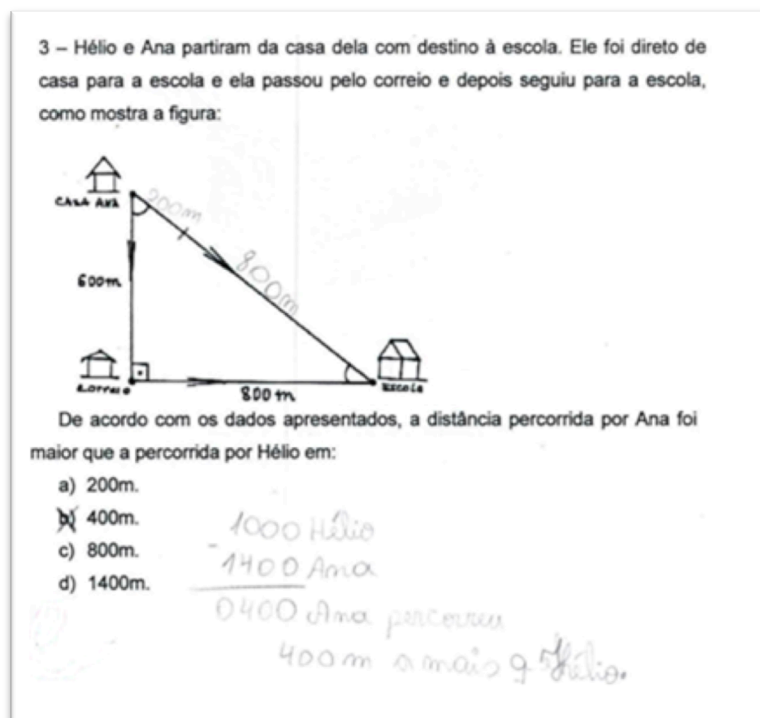 3 – Hélio e Ana partiram da casa dela com destino à escola. Ele foi direto de
casa para a escola e ela passou pelo correio e depois seguiu para a escola,
como mostra a figura:
CASA ANA
200m
800m
600m
CORREIO
800 m
ESCOLA
De acordo com os dados apresentados, a distância percorrida por Ana foi
maior que a percorrida por Hélio em:
a) 200m.
b) 400m.
c) 800m.
d) 1400m.
1000 Hélio
- 1400 Ana
0400 Ana percorreu
400m a mais q Hélio.